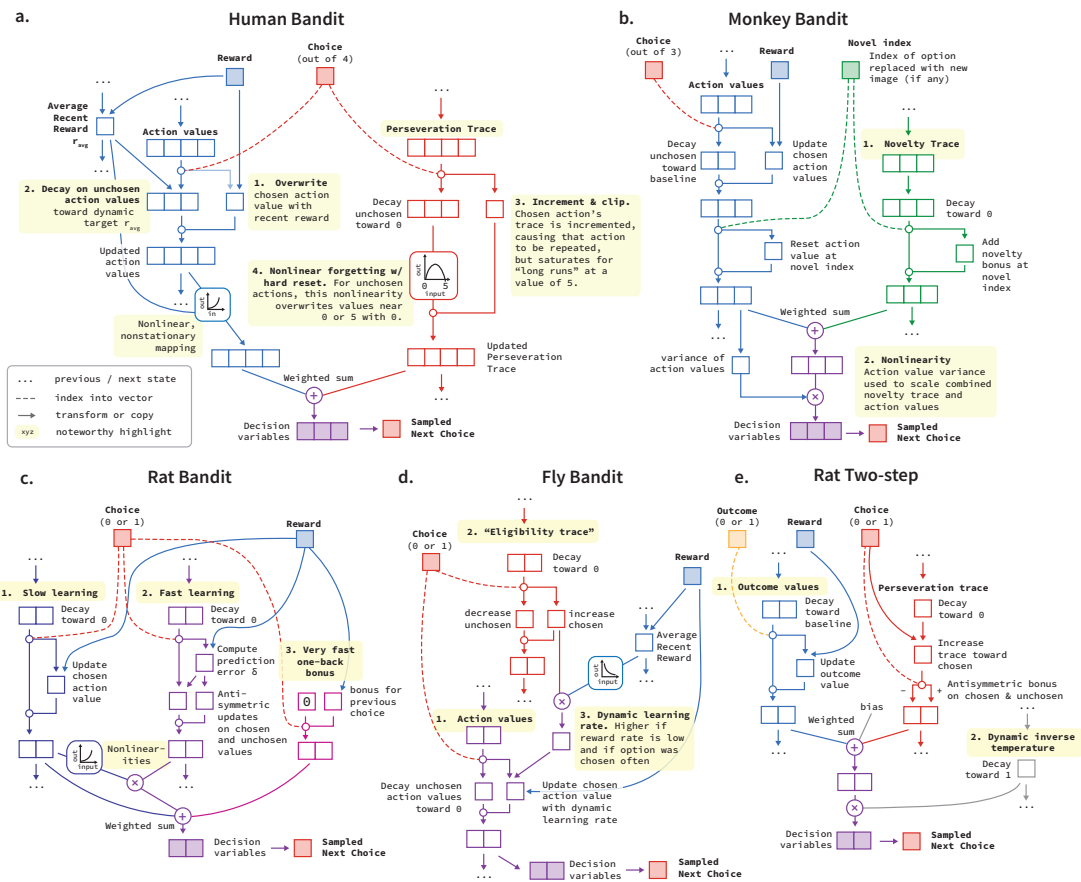 a.
Human Bandit
Reward
Choice
(out of 4)
...
Average
Recent
Reward
r_avg
...
...
Action values
...
Perseveration Trace
2. Decay on unchosen
action values
toward dynamic
target r_avg
1. Overwrite
chosen action
value with
recent reward
Decay
unchosen
toward 0
3. Increment & clip.
Chosen action's
trace is incremented,
causing that action
to be repeated,
but saturates for
"long runs" at a
value of 5.
Updated
action
values
...
out
in
4. Nonlinear forgetting w/
hard reset. For unchosen
actions, this nonlinearity
overwrites values near
0 or 5 with 0.
out
0 5
input
Nonlinear,
nonstationary
mapping
Updated
Perseveration
Trace
...
Weighted sum
+
Decision
variables
Sampled
Next Choice
... previous / next state
index into vector
transform or copy
xyz noteworthy highlight
b.
Monkey Bandit
Choice
(out of 3)
...
Reward
Novel index
Index of option
replaced with new
image (if any)
Action values
...
Decay
unchosen
toward
baseline
Update
chosen
action
values
1. Novelty Trace
Decay
toward 0
Reset action
value at
novel index
Add
novelty
bonus at
novel
index
...
Weighted sum
...
+
variance of
action values
2. Nonlinearity
Action value variance
used to scale combined
novelty trace and
action values
×
Decision
variables
Sampled
Next Choice
c.
Rat Bandit
Choice
(0 or 1)
Reward
...
...
1. Slow learning
2. Fast learning
Decay
toward 0
Decay
toward 0
Compute
prediction
error δ
3. Very fast
one-back
bonus
Update
chosen
action
value
Anti-
symmetric
updates
on chosen
and unchosen
values
0
bonus for
previous
choice
out
input
Nonlinear-
ities
...
...
×
+
Weighted sum
Decision
variables
Sampled
Next Choice
d.
Fly Bandit
...
Choice
(0 or 1)
2. "Eligibility trace"
Decay
toward 0
Reward
decrease
unchosen
increase
chosen
...
Average
Recent
Reward
...
out
input
...
×
...
1. Action values
3. Dynamic learning
rate. Higher if
reward rate is low
and if option was
chosen often
Decay unchosen
action values
toward 0
Update chosen
action value
with dynamic
learning rate
...
Decision
variables
Sampled
Next Choice
e.
Rat Two-step
Outcome
(0 or 1)
Reward
Choice
(0 or 1)
...
...
1. Outcome values
Perseveration trace
Decay
toward
baseline
Decay
toward 0
Update
outcome
value
Increase
trace toward
chosen
- +
Antisymmetric bonus
on chosen & unchosen
bias
...
...
Weighted
sum
+
...
2. Dynamic inverse
temperature
Decay
toward 1
...
×
Decision
variables
Sampled
Next Choice